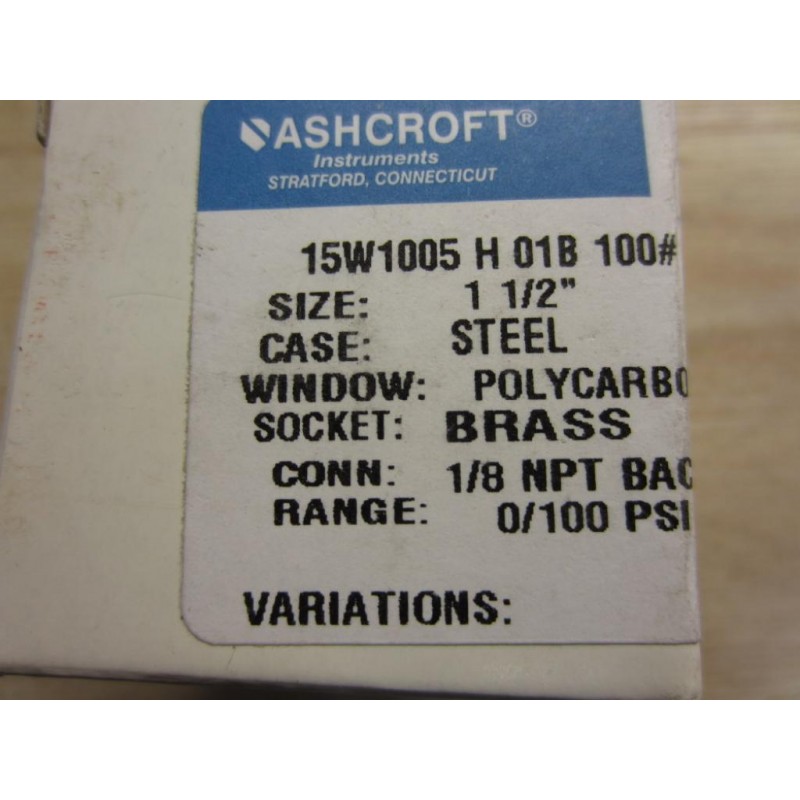 ASHCROFT®
Instruments
STRATFORD, CONNECTICUT
15W1005 H 01B 100#
SIZE: 1 1/2"
CASE: STEEL
WINDOW: POLYCARBO
SOCKET: BRASS
CONN: 1/8 NPT BAC
RANGE: 0/100 PSI
VARIATIONS: